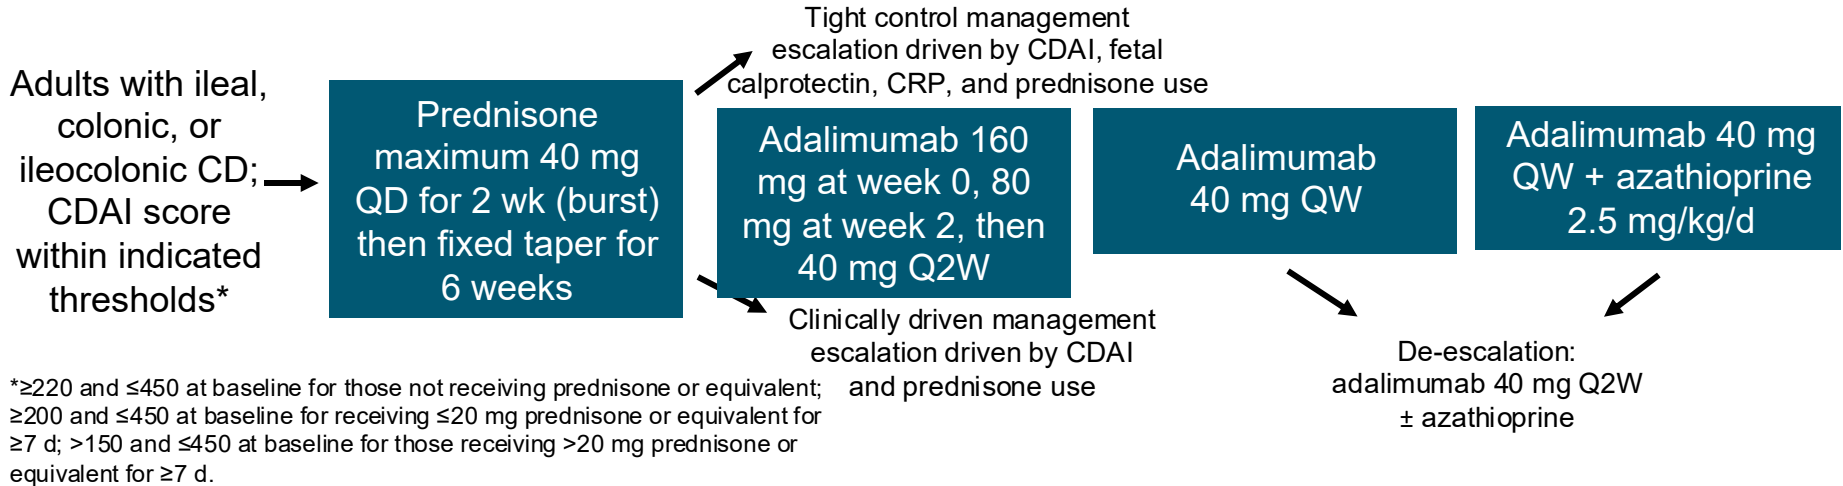 Adults with ileal,
colonic, or
ileocolonic CD;
CDAI score
within indicated
thresholds*
Prednisone
maximum 40 mg
QD for 2 wk (burst)
then fixed taper for
6 weeks
Tight control management
escalation driven by CDAI, fetal
calprotectin, CRP, and prednisone use
Adalimumab 160
mg at week 0, 80
mg at week 2, then
40 mg Q2W
Clinically driven management
escalation driven by CDAI
and prednisone use
Adalimumab
40 mg QW
Adalimumab 40 mg
QW + azathioprine
2.5 mg/kg/d
De-escalation:
adalimumab 40 mg Q2W
± azathioprine
*≥220 and ≤450 at baseline for those not receiving prednisone or equivalent;
≥200 and ≤450 at baseline for receiving ≤20 mg prednisone or equivalent for
≥7 d; >150 and ≤450 at baseline for those receiving >20 mg prednisone or
equivalent for ≥7 d.